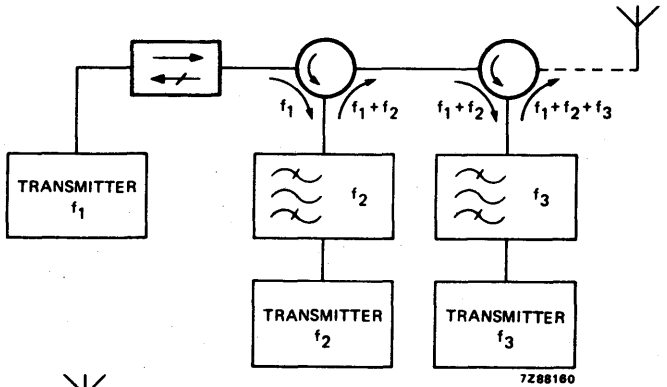 f1
f1+f2
f1+f2
f1+f2+f3
TRANSMITTER
f1
f2
f3
TRANSMITTER
f2
TRANSMITTER
f3
7Z88160